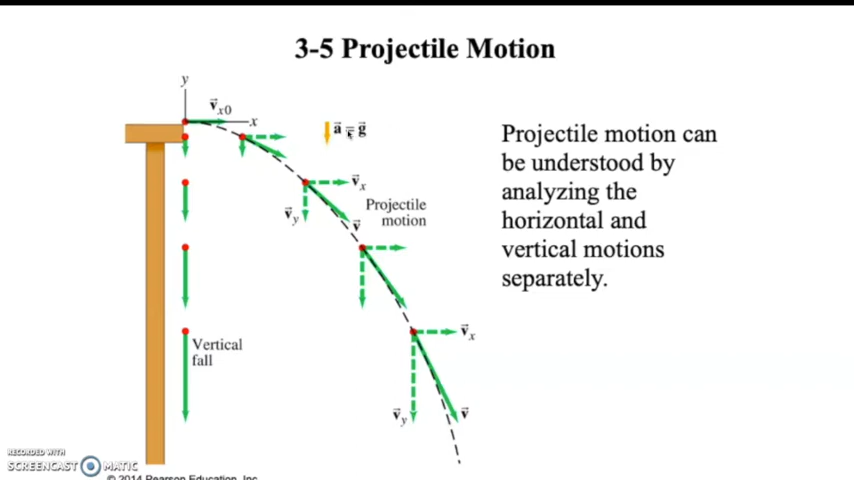 3-5 Projectile Motion
y
v⃗x0
x
a⃗ = g⃗
v⃗x
v⃗y
Projectile
motion
v⃗
Projectile motion can
be understood by
analyzing the
horizontal and
vertical motions
separately.
Vertical
fall
v⃗x
v⃗y
v⃗
RECORDED WITH
SCREENCAST MATIC
© 2014 Pearson Education, Inc.